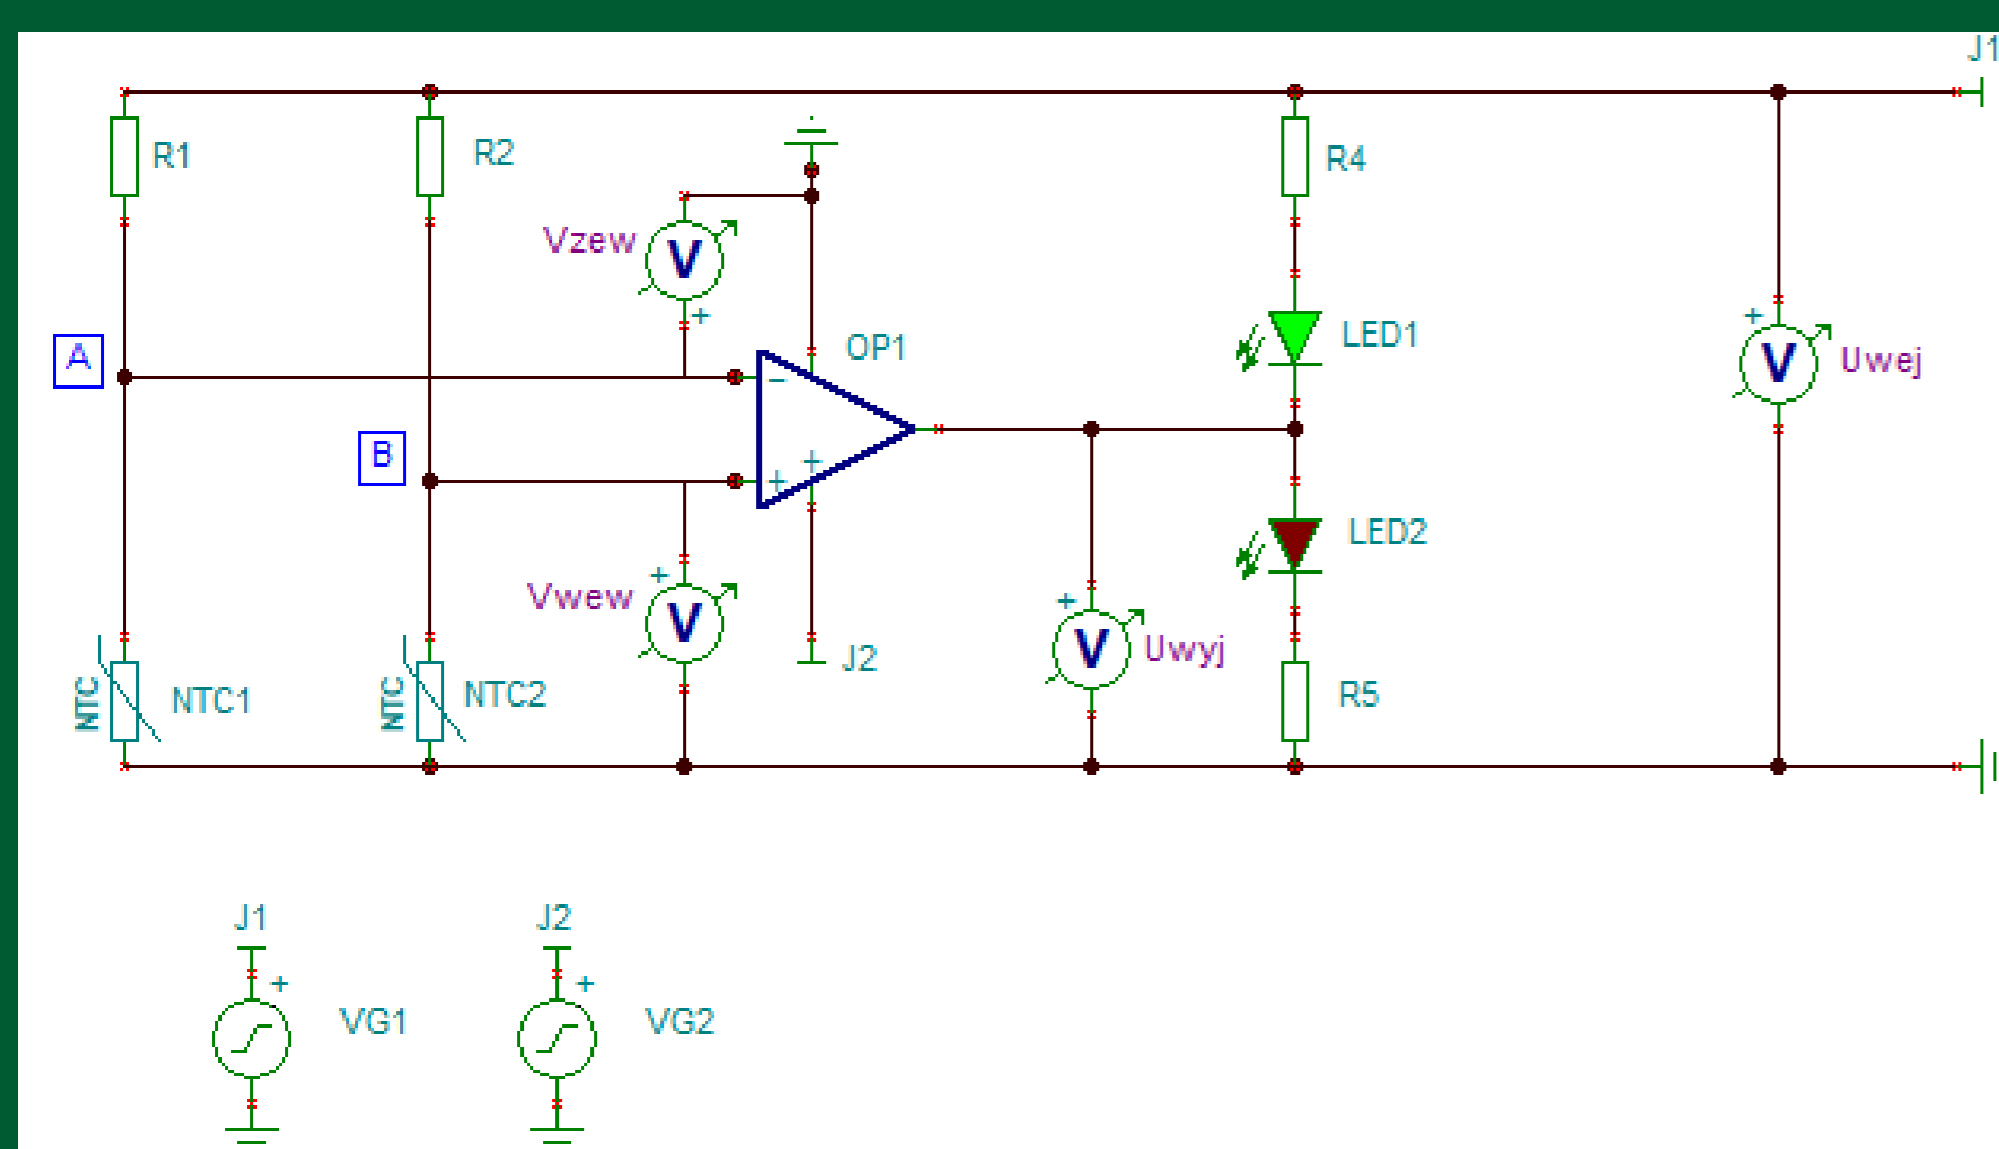 J1
R1
R2
R4
Vzew
V
+
OP1
LED1
+
V
Uwej
A
−
B
+
+
LED2
Vwew
+
V
+
V
Uwyj
J2
NTC
NTC1
NTC
NTC2
R5
J1
J2
+
+
VG1
VG2